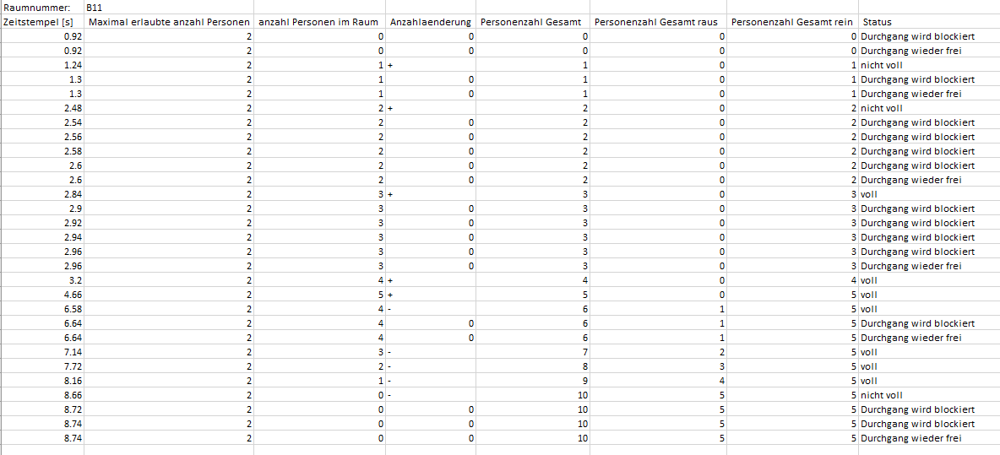 Raumnummer: B11
Zeitstempel [s] Maximal erlaubte anzahl Personen anzahl Personen im Raum Anzahlaenderung Personenzahl Gesamt Personenzahl Gesamt raus Personenzahl Gesamt rein Status
0.92 2 0 0 0 0 0 Durchgang wird blockiert
0.92 2 0 0 0 0 0 Durchgang wieder frei
1.24 2 1 + 1 0 1 nicht voll
1.3 2 1 0 1 0 1 Durchgang wird blockiert
1.3 2 1 0 1 0 1 Durchgang wieder frei
2.48 2 2 + 2 0 2 nicht voll
2.54 2 2 0 2 0 2 Durchgang wird blockiert
2.56 2 2 0 2 0 2 Durchgang wird blockiert
2.58 2 2 0 2 0 2 Durchgang wird blockiert
2.6 2 2 0 2 0 2 Durchgang wird blockiert
2.6 2 2 0 2 0 2 Durchgang wieder frei
2.84 2 3 + 3 0 3 voll
2.9 2 3 0 3 0 3 Durchgang wird blockiert
2.92 2 3 0 3 0 3 Durchgang wird blockiert
2.94 2 3 0 3 0 3 Durchgang wird blockiert
2.96 2 3 0 3 0 3 Durchgang wird blockiert
2.96 2 3 0 3 0 3 Durchgang wieder frei
3.2 2 4 + 4 0 4 voll
4.66 2 5 + 5 0 5 voll
6.58 2 4 - 6 1 5 voll
6.64 2 4 0 6 1 5 Durchgang wird blockiert
6.64 2 4 0 6 1 5 Durchgang wieder frei
7.14 2 3 - 7 2 5 voll
7.72 2 2 - 8 3 5 voll
8.16 2 1 - 9 4 5 voll
8.66 2 0 - 10 5 5 nicht voll
8.72 2 0 0 10 5 5 Durchgang wird blockiert
8.74 2 0 0 10 5 5 Durchgang wird blockiert
8.74 2 0 0 10 5 5 Durchgang wieder frei